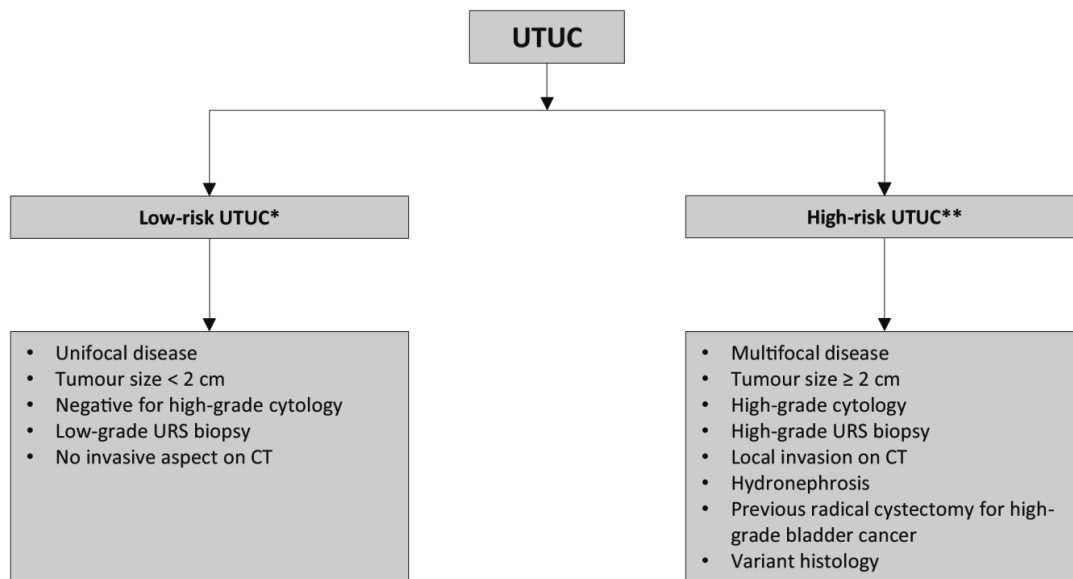 UTUC
Low-risk UTUC*
High-risk UTUC**
• Unifocal disease
• Tumour size < 2 cm
• Negative for high-grade cytology
• Low-grade URS biopsy
• No invasive aspect on CT
• Multifocal disease
• Tumour size ≥ 2 cm
• High-grade cytology
• High-grade URS biopsy
• Local invasion on CT
• Hydronephrosis
• Previous radical cystectomy for high-
grade bladder cancer
• Variant histology